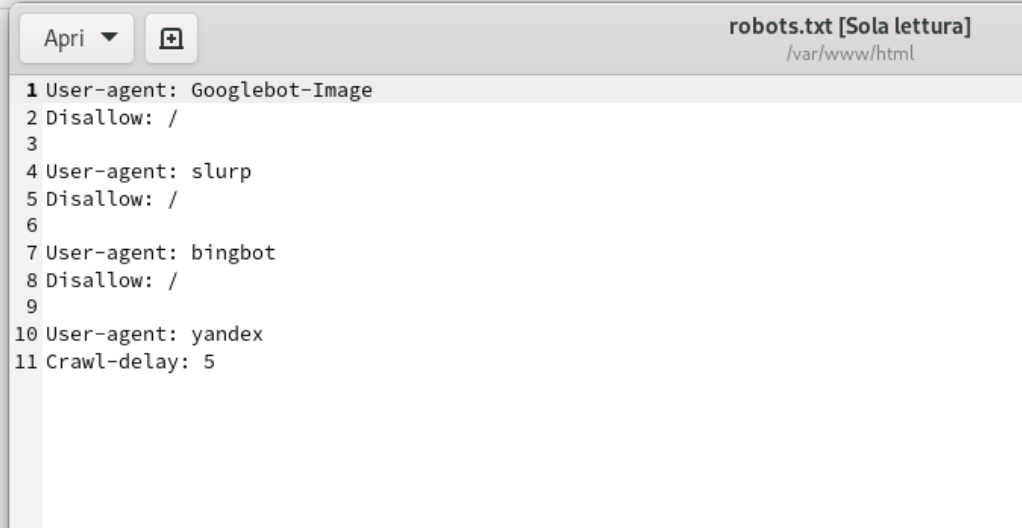 Apri
robots.txt [Sola lettura]
/var/www/html
1 User-agent: Googlebot-Image
2 Disallow: /
3
4 User-agent: slurp
5 Disallow: /
6
7 User-agent: bingbot
8 Disallow: /
9
10 User-agent: yandex
11 Crawl-delay: 5